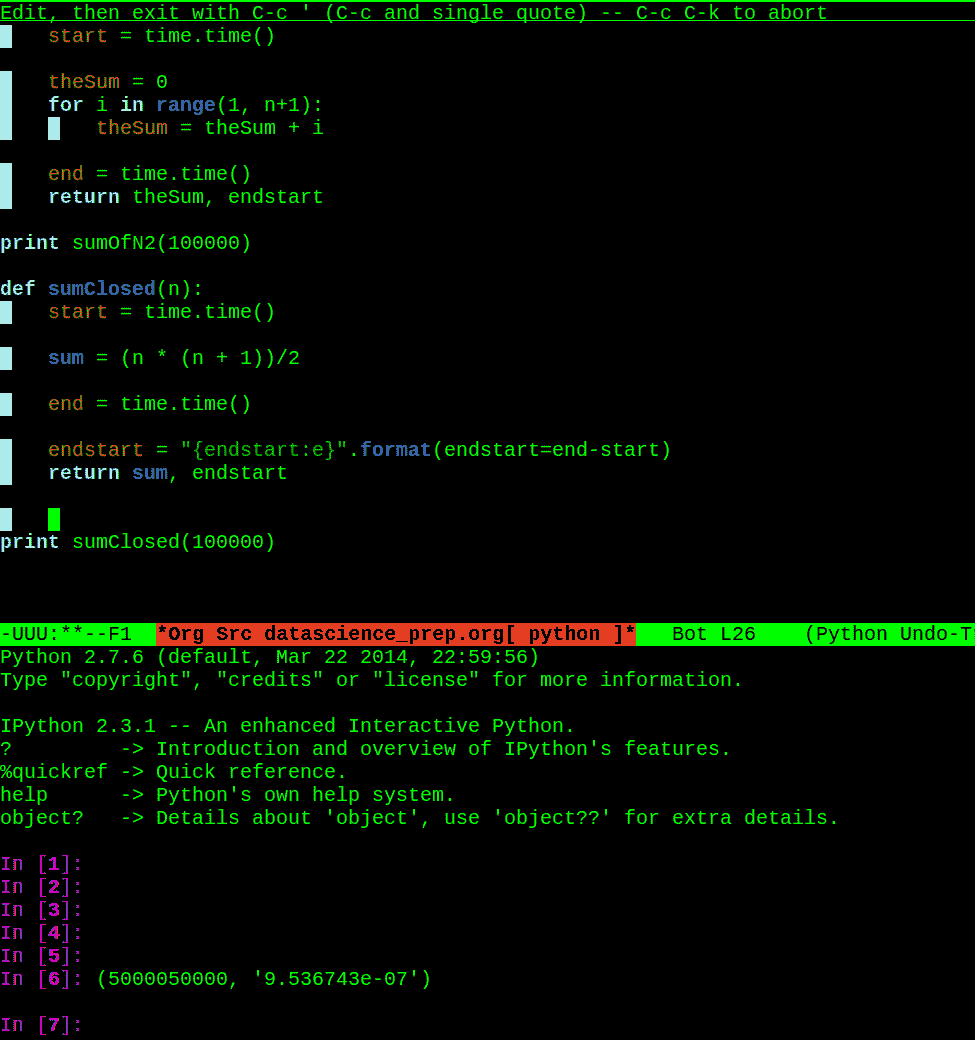 Edit, then exit with C-c ' (C-c and single quote) -- C-c C-k to abort
    start = time.time()
    theSum = 0
    for i in range(1, n+1):
        theSum = theSum + i
    end = time.time()
    return theSum, endstart
print sumOfN2(100000)
def sumClosed(n):
    start = time.time()
    sum = (n * (n + 1))/2
    end = time.time()
    endstart = "{endstart:e}".format(endstart=end-start)
    return sum, endstart
print sumClosed(100000)
-UUU:**--F1  *Org Src datascience_prep.org[ python ]*   Bot L26    (Python Undo-T
Python 2.7.6 (default, Mar 22 2014, 22:59:56)
Type "copyright", "credits" or "license" for more information.
IPython 2.3.1 -- An enhanced Interactive Python.
?         -> Introduction and overview of IPython's features.
%quickref -> Quick reference.
help      -> Python's own help system.
object?   -> Details about 'object', use 'object??' for extra details.
In [1]:
In [2]:
In [3]:
In [4]:
In [5]:
In [6]: (5000050000, '9.536743e-07')
In [7]: